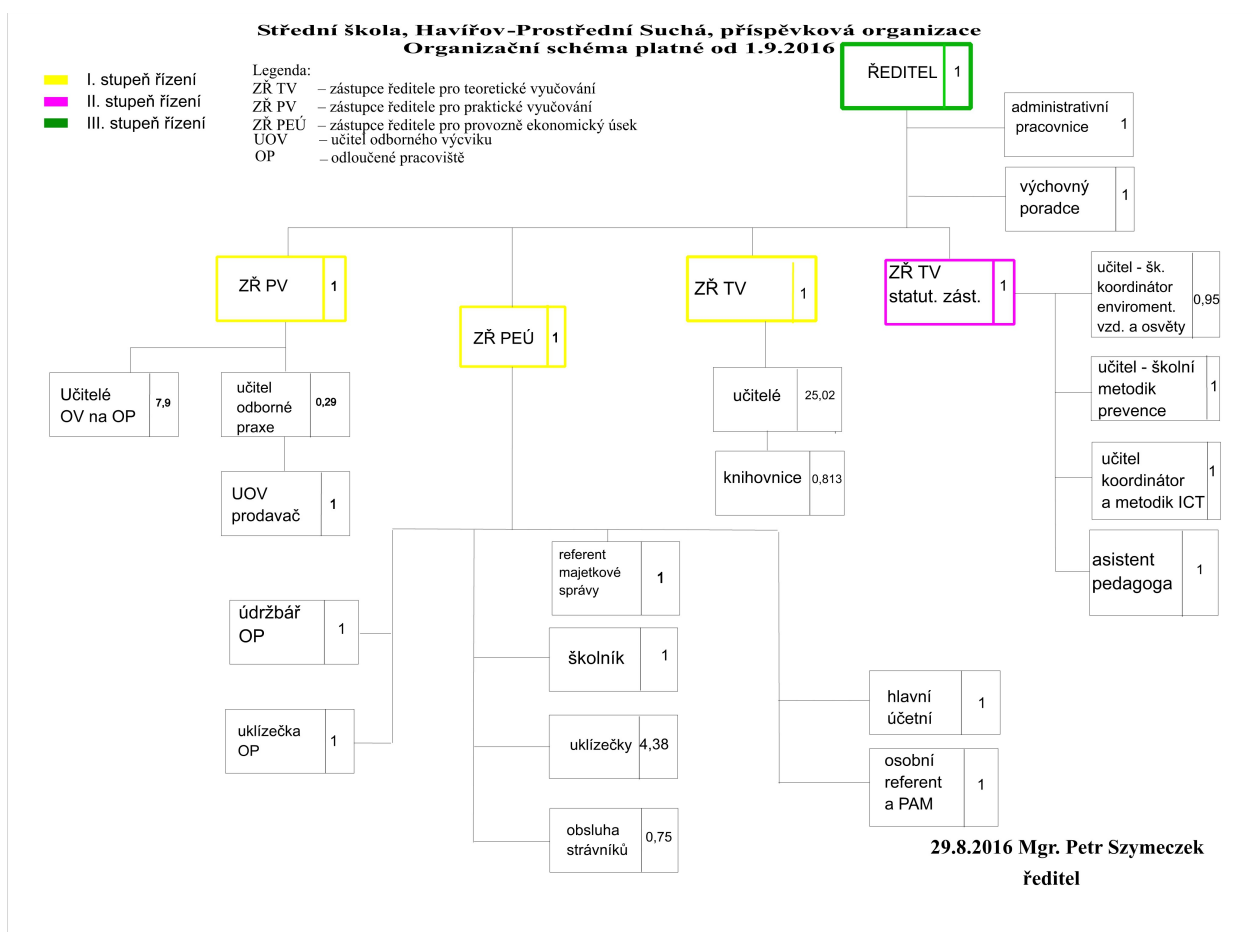 Střední škola, Havířov-Prostřední Suchá, příspěvková organizace
Organizační schéma platné od 1.9.2016
I. stupeň řízení
II. stupeň řízení
III. stupeň řízení
Legenda:
ZŘ TV – zástupce ředitele pro teoretické vyučování
ZŘ PV – zástupce ředitele pro praktické vyučování
ZŘ PEÚ – zástupce ředitele pro provozně ekonomický úsek
UOV – učitel odborného výcviku
OP – odloučené pracoviště
ŘEDITEL 1
administrativní
pracovnice 1
výchovný
poradce 1
ZŘ PV 1
ZŘ PEÚ 1
ZŘ TV 1
ZŘ TV
statut. zást. 1
učitel - šk.
koordinátor
enviroment.
vzd. a osvěty 0,95
učitel - školní
metodik
prevence 1
učitel
koordinátor
a metodik ICT 1
asistent
pedagoga 1
Učitelé
OV na OP 7,9
učitel
odborné
praxe 0,29
UOV
prodavač 1
učitelé 25,02
knihovnice 0,813
referent
majetkové
správy 1
údržbář
OP 1
školník 1
uklízečka
OP 1
uklízečky 4,38
obsluha
strávníků 0,75
hlavní
účetní 1
osobní
referent
a PAM 1
29.8.2016 Mgr. Petr Szymeczek
ředitel